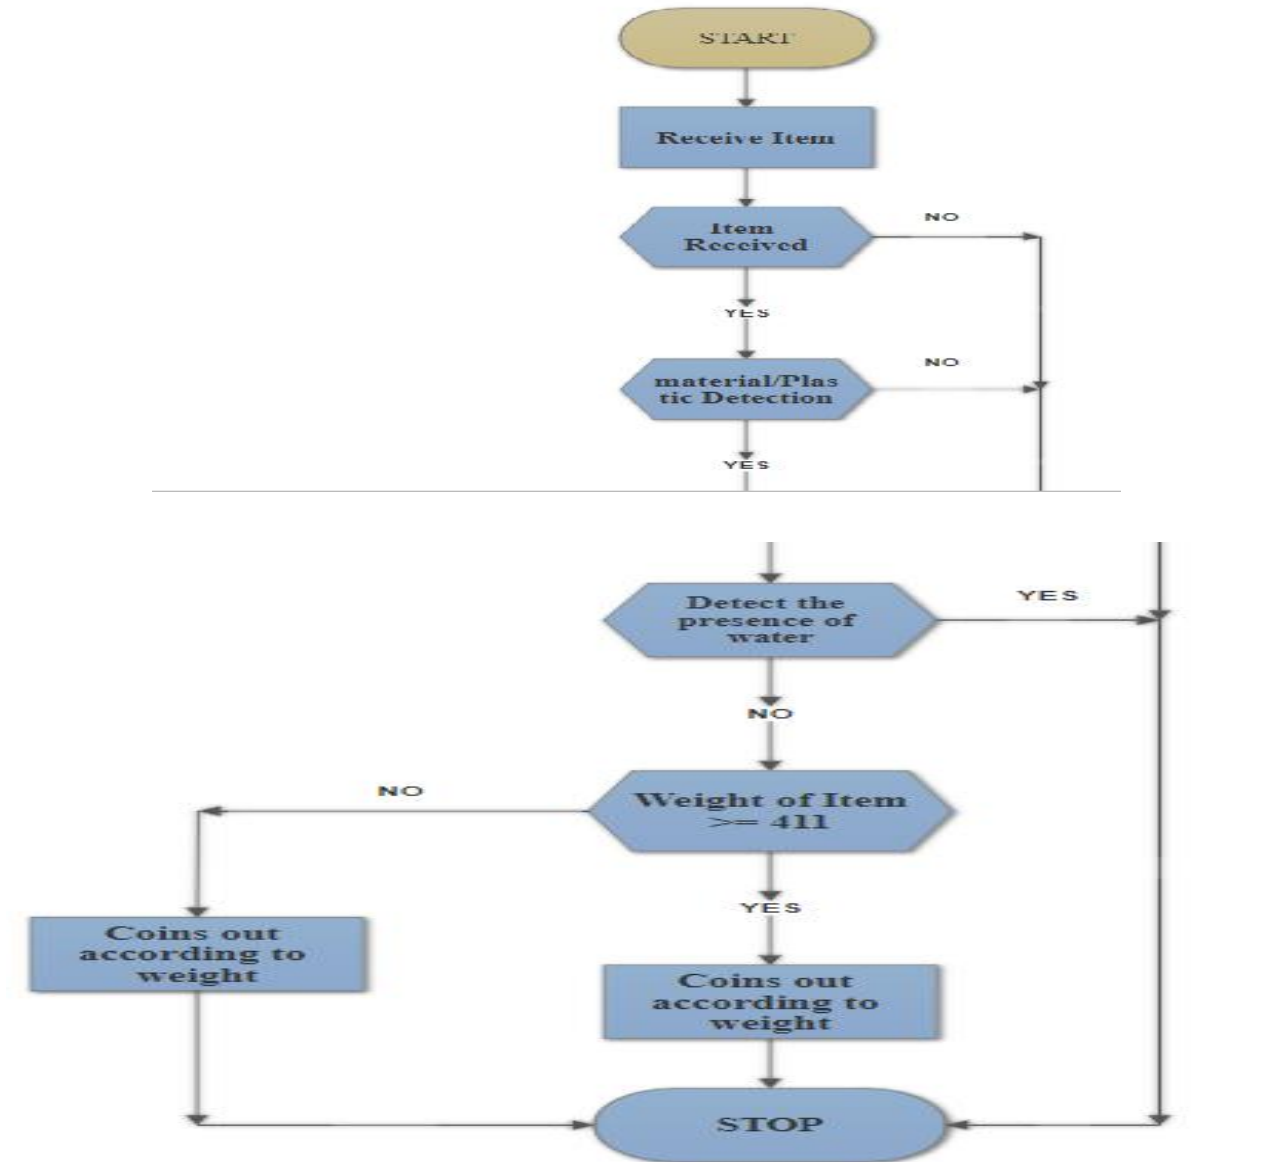 START
Receive Item
Item
Received
NO
YES
material/Plas
tic Detection
NO
YES
Detect the
presence of
water
YES
NO
Weight of Item
>= 411
NO
YES
Coins out
according to
weight
Coins out
according to
weight
STOP